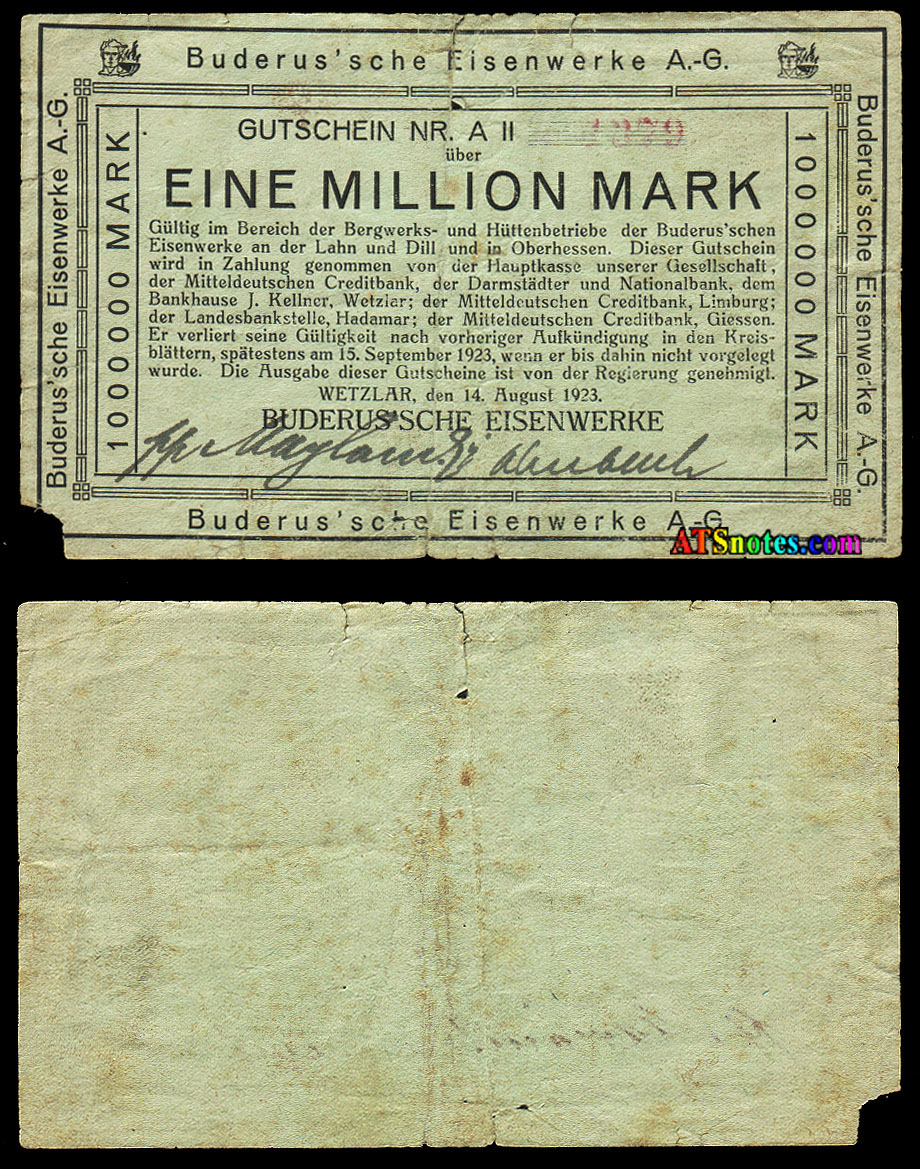 Buderus'sche Eisenwerke A.-G.
Buderus'sche Eisenwerke A.-G.
1000000 MARK
GUTSCHEIN NR. A II 1379
über
EINE MILLION MARK
Gültig im Bereich der Bergwerks- und Hüttenbetriebe der Buderus'schen
Eisenwerke an der Lahn und Dill und in Oberhessen. Dieser Gutschein
wird in Zahlung genommen von der Hauptkasse unserer Gesellschaft,
der Mitteldeutschen Creditbank, der Darmstädter und Nationalbank, dem
Bankhause J. Kellner, Wetzlar; der Mitteldeutschen Creditbank, Limburg;
der Landesbankstelle, Hadamar; der Mitteldeutschen Creditbank, Giessen.
Er verliert seine Gültigkeit nach vorheriger Aufkündigung in den Kreis-
blättern, spätestens am 15. September 1923, wenn er bis dahin nicht vorgelegt
wurde. Die Ausgabe dieser Gutscheine ist von der Regierung genehmigt.
WETZLAR, den 14. August 1923.
BUDERUS'SCHE EISENWERKE
1000000 MARK
Buderus'sche Eisenwerke A.-G.
Buderus'sche Eisenwerke A.-G.
ATSnotes.com